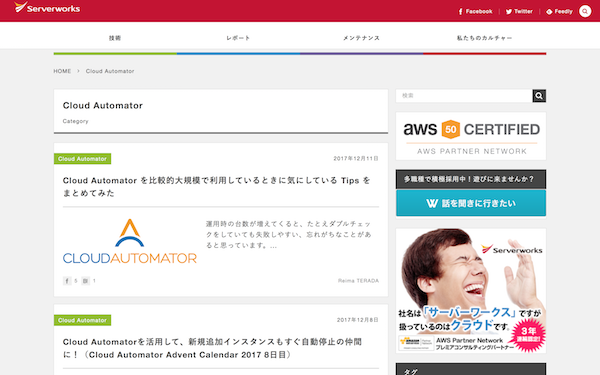 Serverworks
Facebook
Twitter
Feedly
技術
レポート
メンテナンス
私たちのカルチャー
HOME › Cloud Automator
Cloud Automator
Category
Cloud Automator
2017年12月11日
Cloud Automator を比較的大規模で利用しているときに気にしている Tips を
まとめてみた
CLOUDAUTOMATOR
運用時の台数が増えてくると、たとえダブルチェッ
クをしていても失敗しやすい、忘れがちなことがあ
ると思っています。...
5
1
Reima TERADA
Cloud Automator
2017年12月8日
Cloud Automatorを活用して、新規追加インスタンスもすぐ自動停止の仲間
に！（Cloud Automator Advent Calendar 2017 8日目）
検索
aws 50 CERTIFIED
AWS PARTNER NETWORK
多職種で積極採用中！遊びに来ませんか？
話を聞きに行きたい
Serverworks
社名は「サーバーワークス」ですが
扱っているのはクラウドです。
AWS Partner Network
プレミアコンサルティングパートナー
3年
連続認定!
タグ